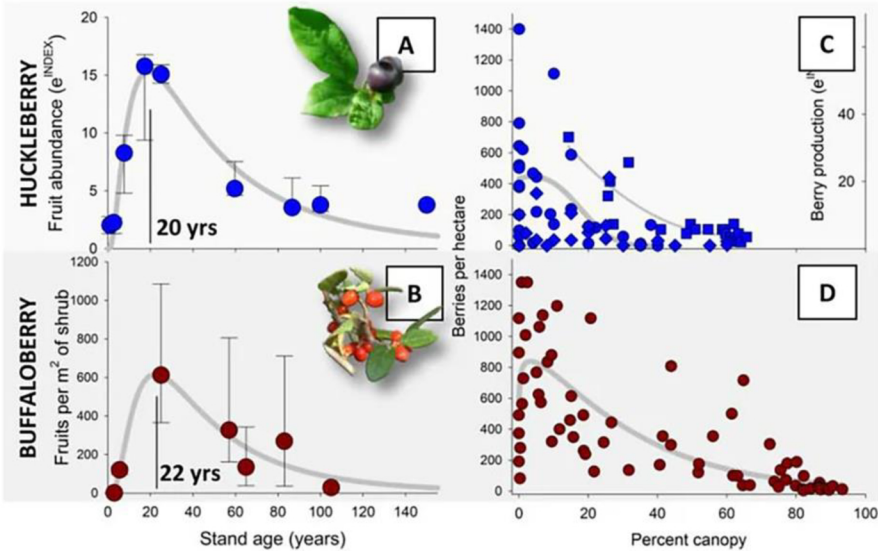 HUCKLEBERRY
Fruit abundance (e^INDEX)
20
15
10
5
0
A
20 yrs
C
1400
1200
1000
800
600
400
200
0
40
20
Berry production (e^IN
Berries per hectare
BUFFALOBERRY
Fruits per m² of shrub
1200
1000
800
600
400
200
0
B
22 yrs
0 20 40 60 80 100 120 140
Stand age (years)
D
1400
1200
1000
800
600
400
200
0
0 20 40 60 80 100
Percent canopy